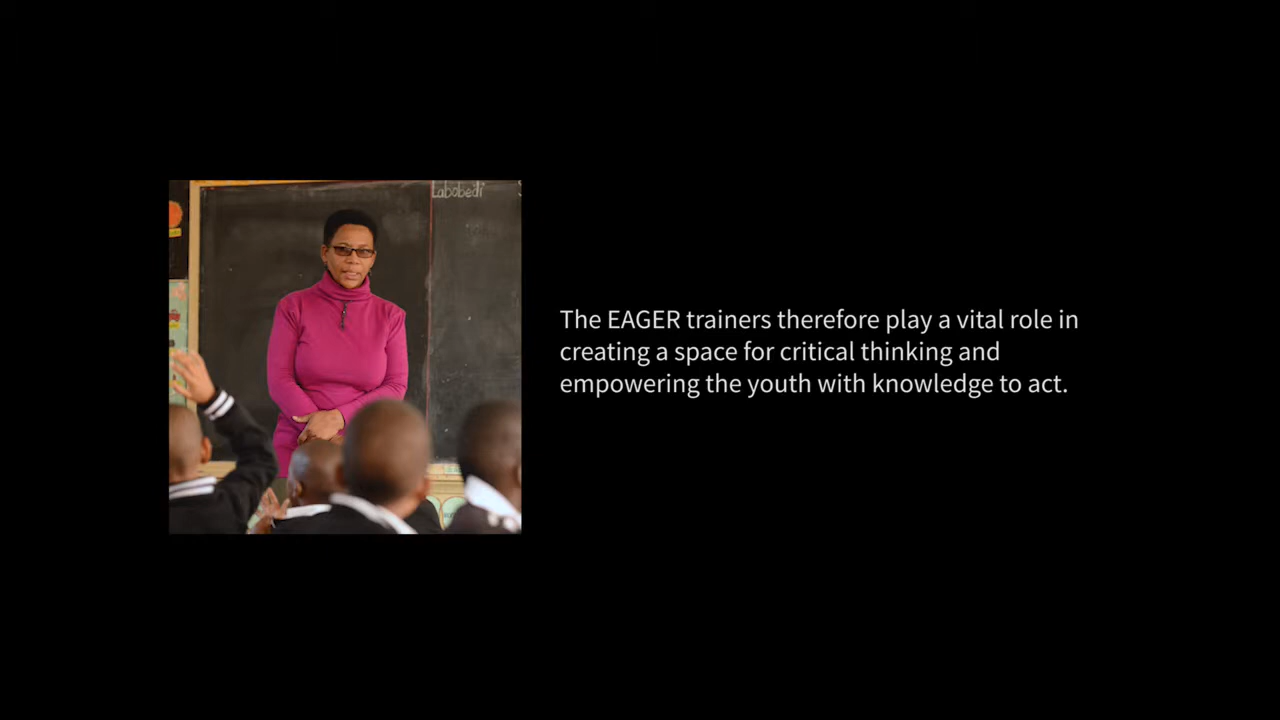 Labobedi
The EAGER trainers therefore play a vital role in
creating a space for critical thinking and
empowering the youth with knowledge to act.